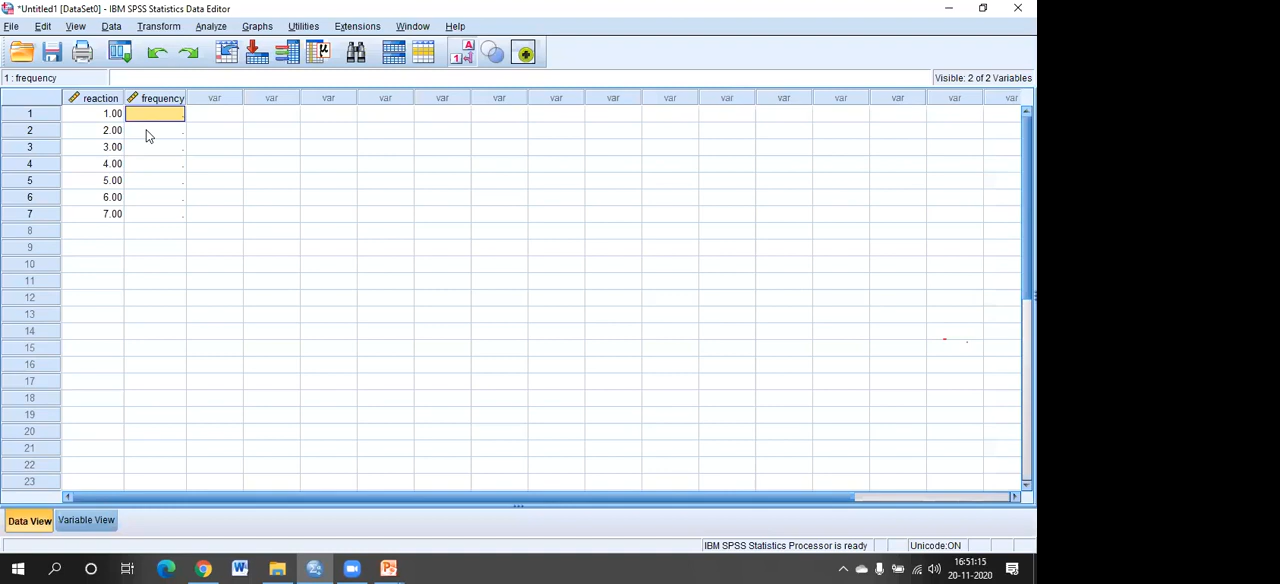 *Untitled1 [DataSet0] - IBM SPSS Statistics Data Editor
File Edit View Data Transform Analyze Graphs Utilities Extensions Window Help
1 : frequency Visible: 2 of 2 Variables
reaction frequency var var var var var var var var var var var var var var var
1 1.00 .
2 2.00 .
3 3.00 .
4 4.00 .
5 5.00 .
6 6.00 .
7 7.00 .
8
9
10
11
12
13
14
15
16
17
18
19
20
21
22
23
Data View Variable View
IBM SPSS Statistics Processor is ready Unicode:ON
16:51:15
20-11-2020